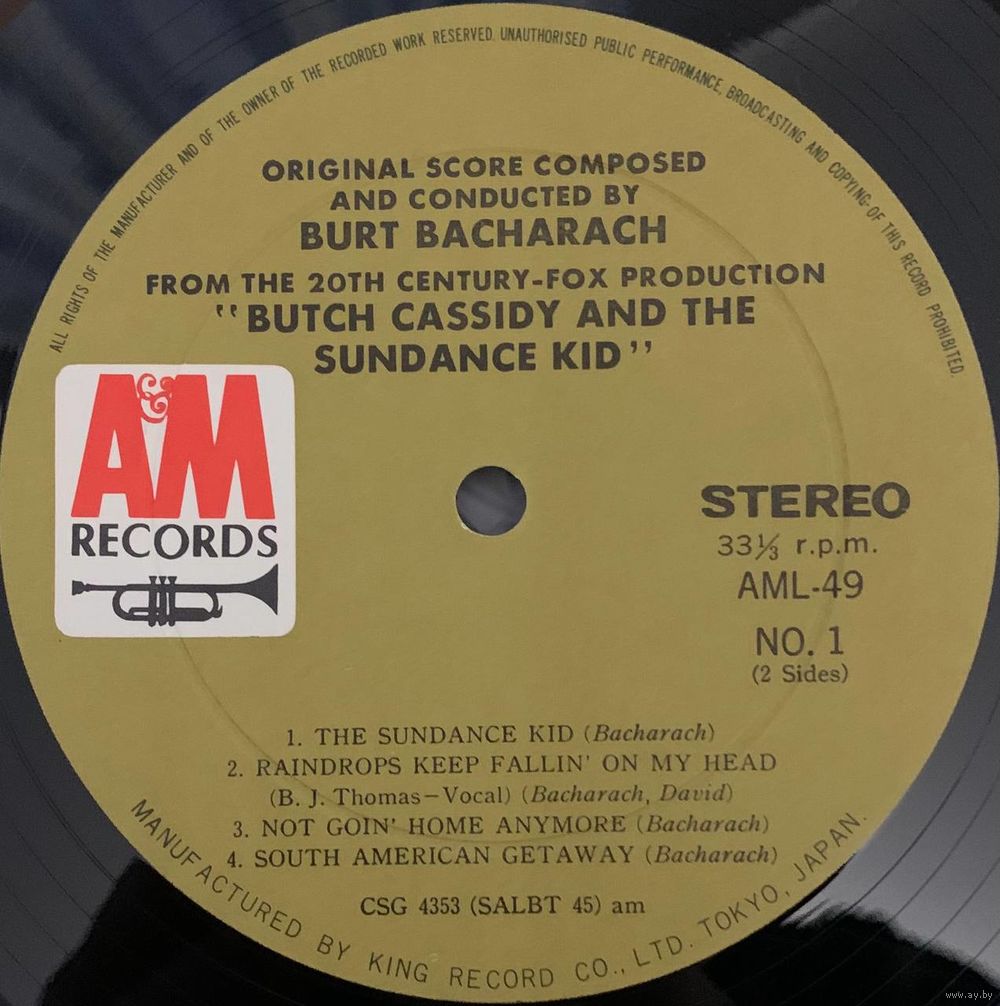 ALL RIGHTS OF THE MANUFACTURER AND OF THE OWNER OF THE RECORDED WORK RESERVED. UNAUTHORISED PUBLIC PERFORMANCE, BROADCASTING AND COPYING OF THIS RECORD PROHIBITED.
ORIGINAL SCORE COMPOSED
AND CONDUCTED BY
BURT BACHARACH
FROM THE 20TH CENTURY-FOX PRODUCTION
"BUTCH CASSIDY AND THE
SUNDANCE KID"
A&M
RECORDS
STEREO
33⅓ r.p.m.
AML-49
NO. 1
(2 Sides)
1. THE SUNDANCE KID (Bacharach)
2. RAINDROPS KEEP FALLIN' ON MY HEAD
(B. J. Thomas–Vocal) (Bacharach, David)
3. NOT GOIN' HOME ANYMORE (Bacharach)
4. SOUTH AMERICAN GETAWAY (Bacharach)
CSG 4353 (SALBT 45) am
MANUFACTURED BY KING RECORD CO., LTD. TOKYO, JAPAN.
www.ay.by